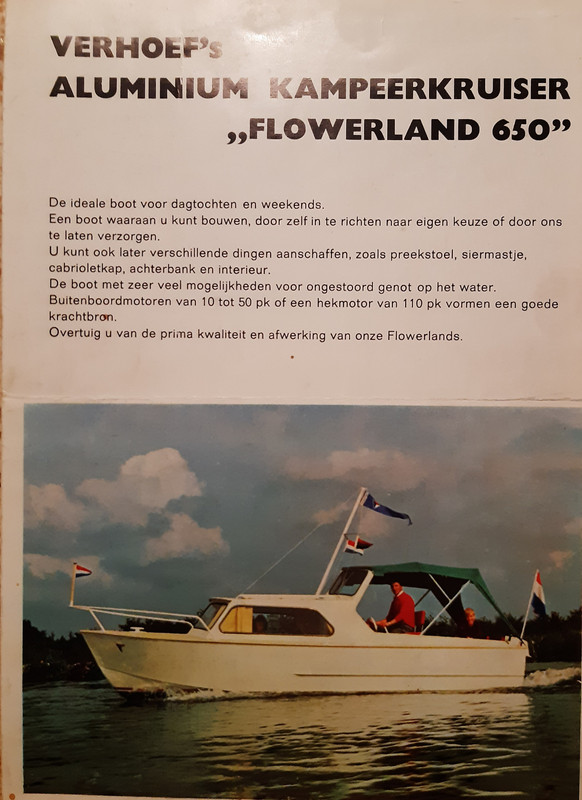 VERHOEF's
ALUMINIUM KAMPEERKRUISER
„FLOWERLAND 650”
De ideale boot voor dagtochten en weekends.
Een boot waaraan u kunt bouwen, door zelf in te richten naar eigen keuze of door ons
te laten verzorgen.
U kunt ook later verschillende dingen aanschaffen, zoals preekstoel, siermastje,
cabrioletkap, achterbank en interieur.
De boot met zeer veel mogelijkheden voor ongestoord genot op het water.
Buitenboordmotoren van 10 tot 50 pk of een hekmotor van 110 pk vormen een goede
krachtbron.
Overtuig u van de prima kwaliteit en afwerking van onze Flowerlands.